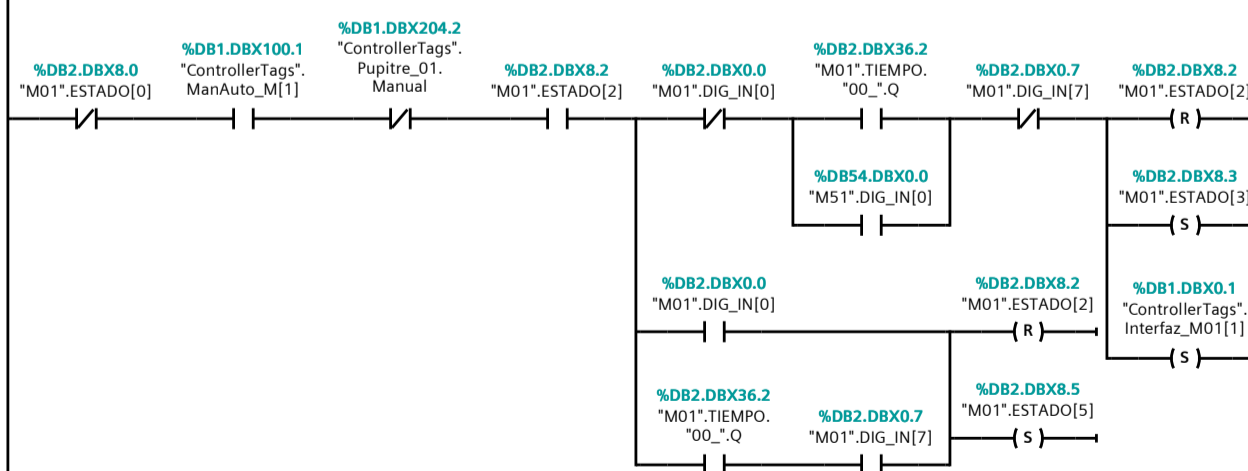 %DB2.DBX8.0
"M01".ESTADO[0]
%DB1.DBX100.1
"ControllerTags".
ManAuto_M[1]
%DB1.DBX204.2
"ControllerTags".
Pupitre_01.
Manual
%DB2.DBX8.2
"M01".ESTADO[2]
%DB2.DBX0.0
"M01".DIG_IN[0]
%DB2.DBX36.2
"M01".TIEMPO.
"00_".Q
%DB2.DBX0.7
"M01".DIG_IN[7]
%DB2.DBX8.2
"M01".ESTADO[2]
R
%DB54.DBX0.0
"M51".DIG_IN[0]
%DB2.DBX8.3
"M01".ESTADO[3]
S
%DB2.DBX0.0
"M01".DIG_IN[0]
%DB2.DBX8.2
"M01".ESTADO[2]
R
%DB1.DBX0.1
"ControllerTags".
Interfaz_M01[1]
S
%DB2.DBX36.2
"M01".TIEMPO.
"00_".Q
%DB2.DBX0.7
"M01".DIG_IN[7]
%DB2.DBX8.5
"M01".ESTADO[5]
S